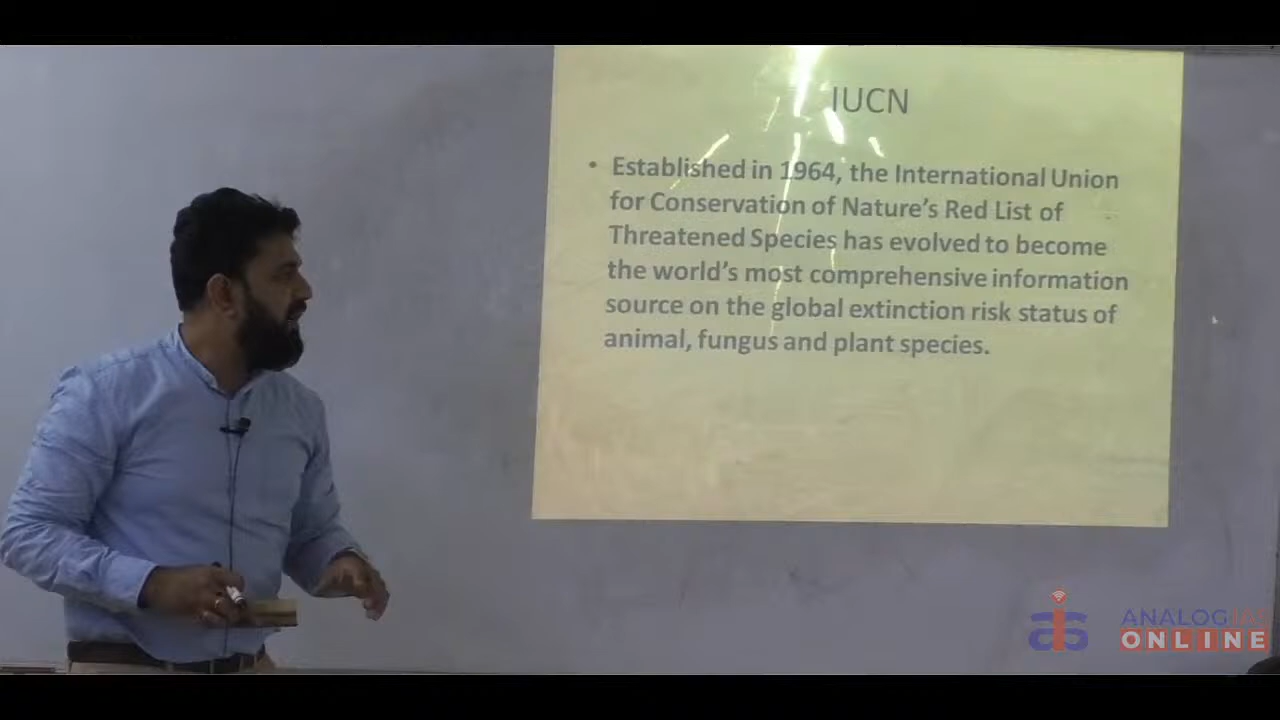 IUCN
• Established in 1964, the International Union
for Conservation of Nature's Red List of
Threatened Species has evolved to become
the world's most comprehensive information
source on the global extinction risk status of
animal, fungus and plant species.
ANALOG IAS
ONLINE